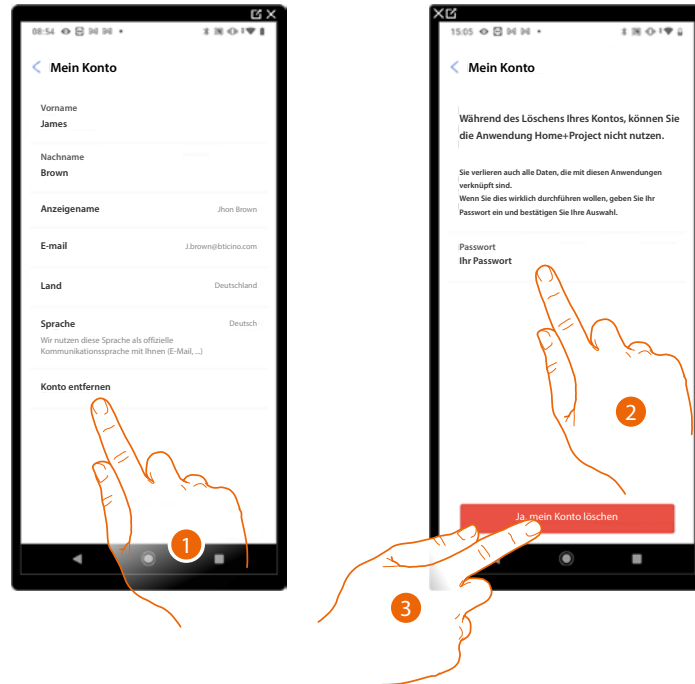 08:54
Mein Konto
Vorname
James
Nachname
Brown
Anzeigename
Jhon Brown
E-mail
J.brown@bticino.com
Land
Deutschland
Sprache
Deutsch
Wir nutzen diese Sprache als offizielle
Kommunikationssprache mit Ihnen (E-Mail, ...)
Konto entfernen
1
15:05
Mein Konto
Während des Löschens Ihres Kontos, können Sie
die Anwendung Home+Project nicht nutzen.
Sie verlieren auch alle Daten, die mit diesen Anwendungen
verknüpft sind.
Wenn Sie dies wirklich durchführen wollen, geben Sie Ihr
Passwort ein und bestätigen Sie Ihre Auswahl.
Passwort
Ihr Passwort
2
Ja, mein Konto löschen
3